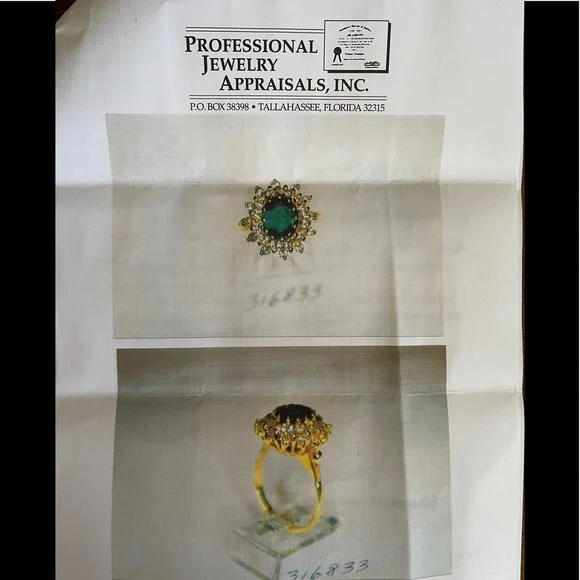 PROFESSIONAL
JEWELRY
APPRAISALS, INC.
P.O. BOX 38398 • TALLAHASSEE, FLORIDA 32315
316833
316833